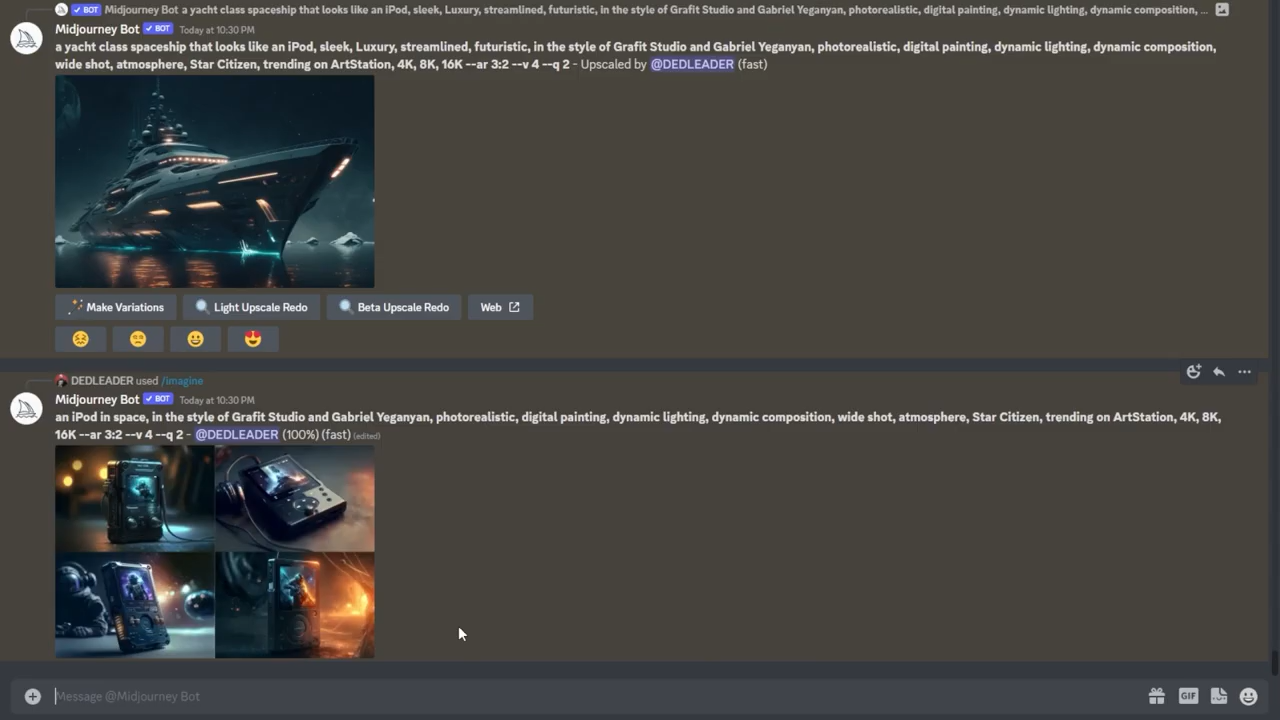 BOT Midjourney Bot a yacht class spaceship that looks like an iPod, sleek, Luxury, streamlined, futuristic, in the style of Grafit Studio and Gabriel Yeganyan, photorealistic, digital painting, dynamic lighting, dynamic composition, ...
Midjourney Bot BOT Today at 10:30 PM
a yacht class spaceship that looks like an iPod, sleek, Luxury, streamlined, futuristic, in the style of Grafit Studio and Gabriel Yeganyan, photorealistic, digital painting, dynamic lighting, dynamic composition,
wide shot, atmosphere, Star Citizen, trending on ArtStation, 4K, 8K, 16K --ar 3:2 --v 4 --q 2 - Upscaled by @DEDLEADER (fast)
Make Variations Light Upscale Redo Beta Upscale Redo Web
DEDLEADER used /imagine
Midjourney Bot BOT Today at 10:30 PM
an iPod in space, in the style of Grafit Studio and Gabriel Yeganyan, photorealistic, digital painting, dynamic lighting, dynamic composition, wide shot, atmosphere, Star Citizen, trending on ArtStation, 4K, 8K,
16K --ar 3:2 --v 4 --q 2 - @DEDLEADER (100%) (fast) (edited)
Message @Midjourney Bot
GIF